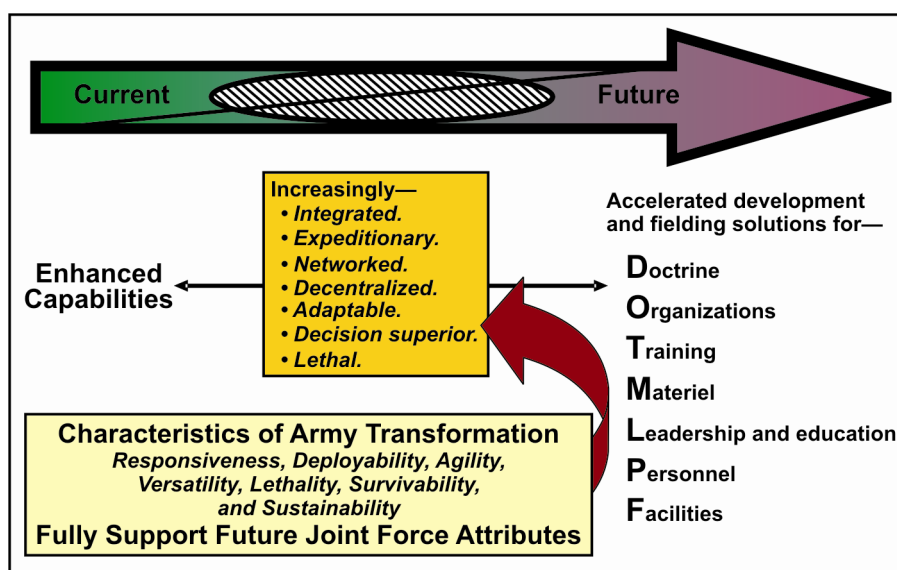 Current
Future
Increasingly—
• Integrated.
• Expeditionary.
• Networked.
• Decentralized.
• Adaptable.
• Decision superior.
• Lethal.
Enhanced
Capabilities
Accelerated development
and fielding solutions for—
Doctrine
Organizations
Training
Materiel
Leadership and education
Personnel
Facilities
Characteristics of Army Transformation
Responsiveness, Deployability, Agility,
Versatility, Lethality, Survivability,
and Sustainability
Fully Support Future Joint Force Attributes